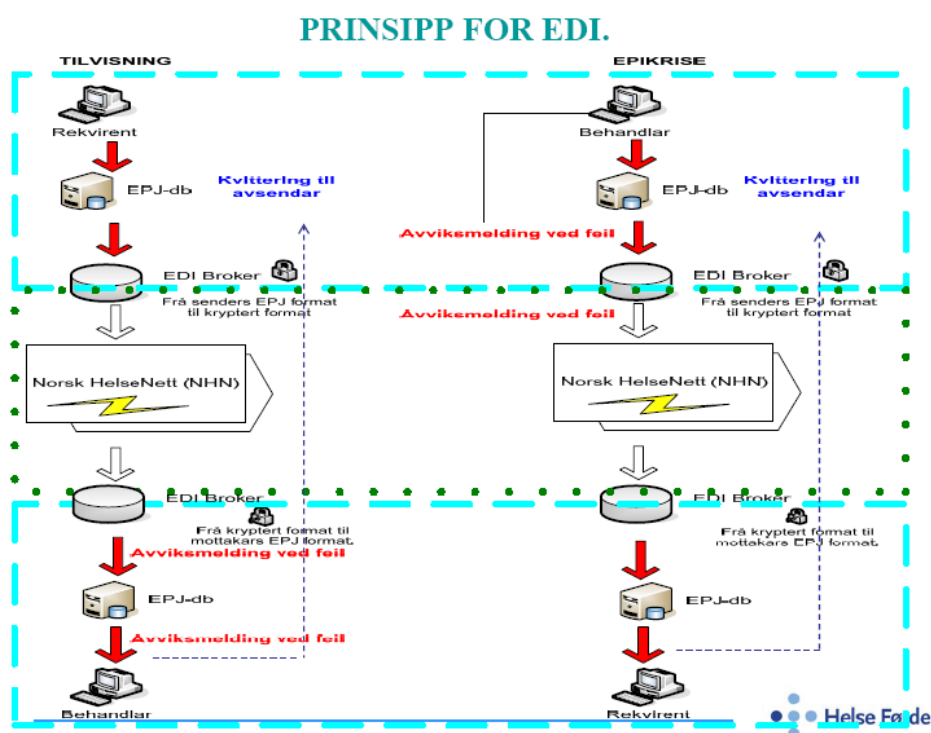 PRINSIPP FOR EDI.
TILVISNING
Rekvirent
EPJ-db
Kvittering til
avsendar
EDI Broker
Frå senders EPJ format
til kryptert format
Norsk HelseNett (NHN)
EDI Broker
Frå kryptert format til
mottakars EPJ format.
Avviksmelding ved feil
EPJ-db
Avviksmelding ved feil
Behandlar
EPIKRISE
Behandlar
EPJ-db
Kvittering til
avsendar
Avviksmelding ved feil
EDI Broker
Frå senders EPJ format
til kryptert format
Avviksmelding ved feil
Norsk HelseNett (NHN)
EDI Broker
Frå kryptert format til
mottakars EPJ format.
EPJ-db
Rekvirent
Helse Førde